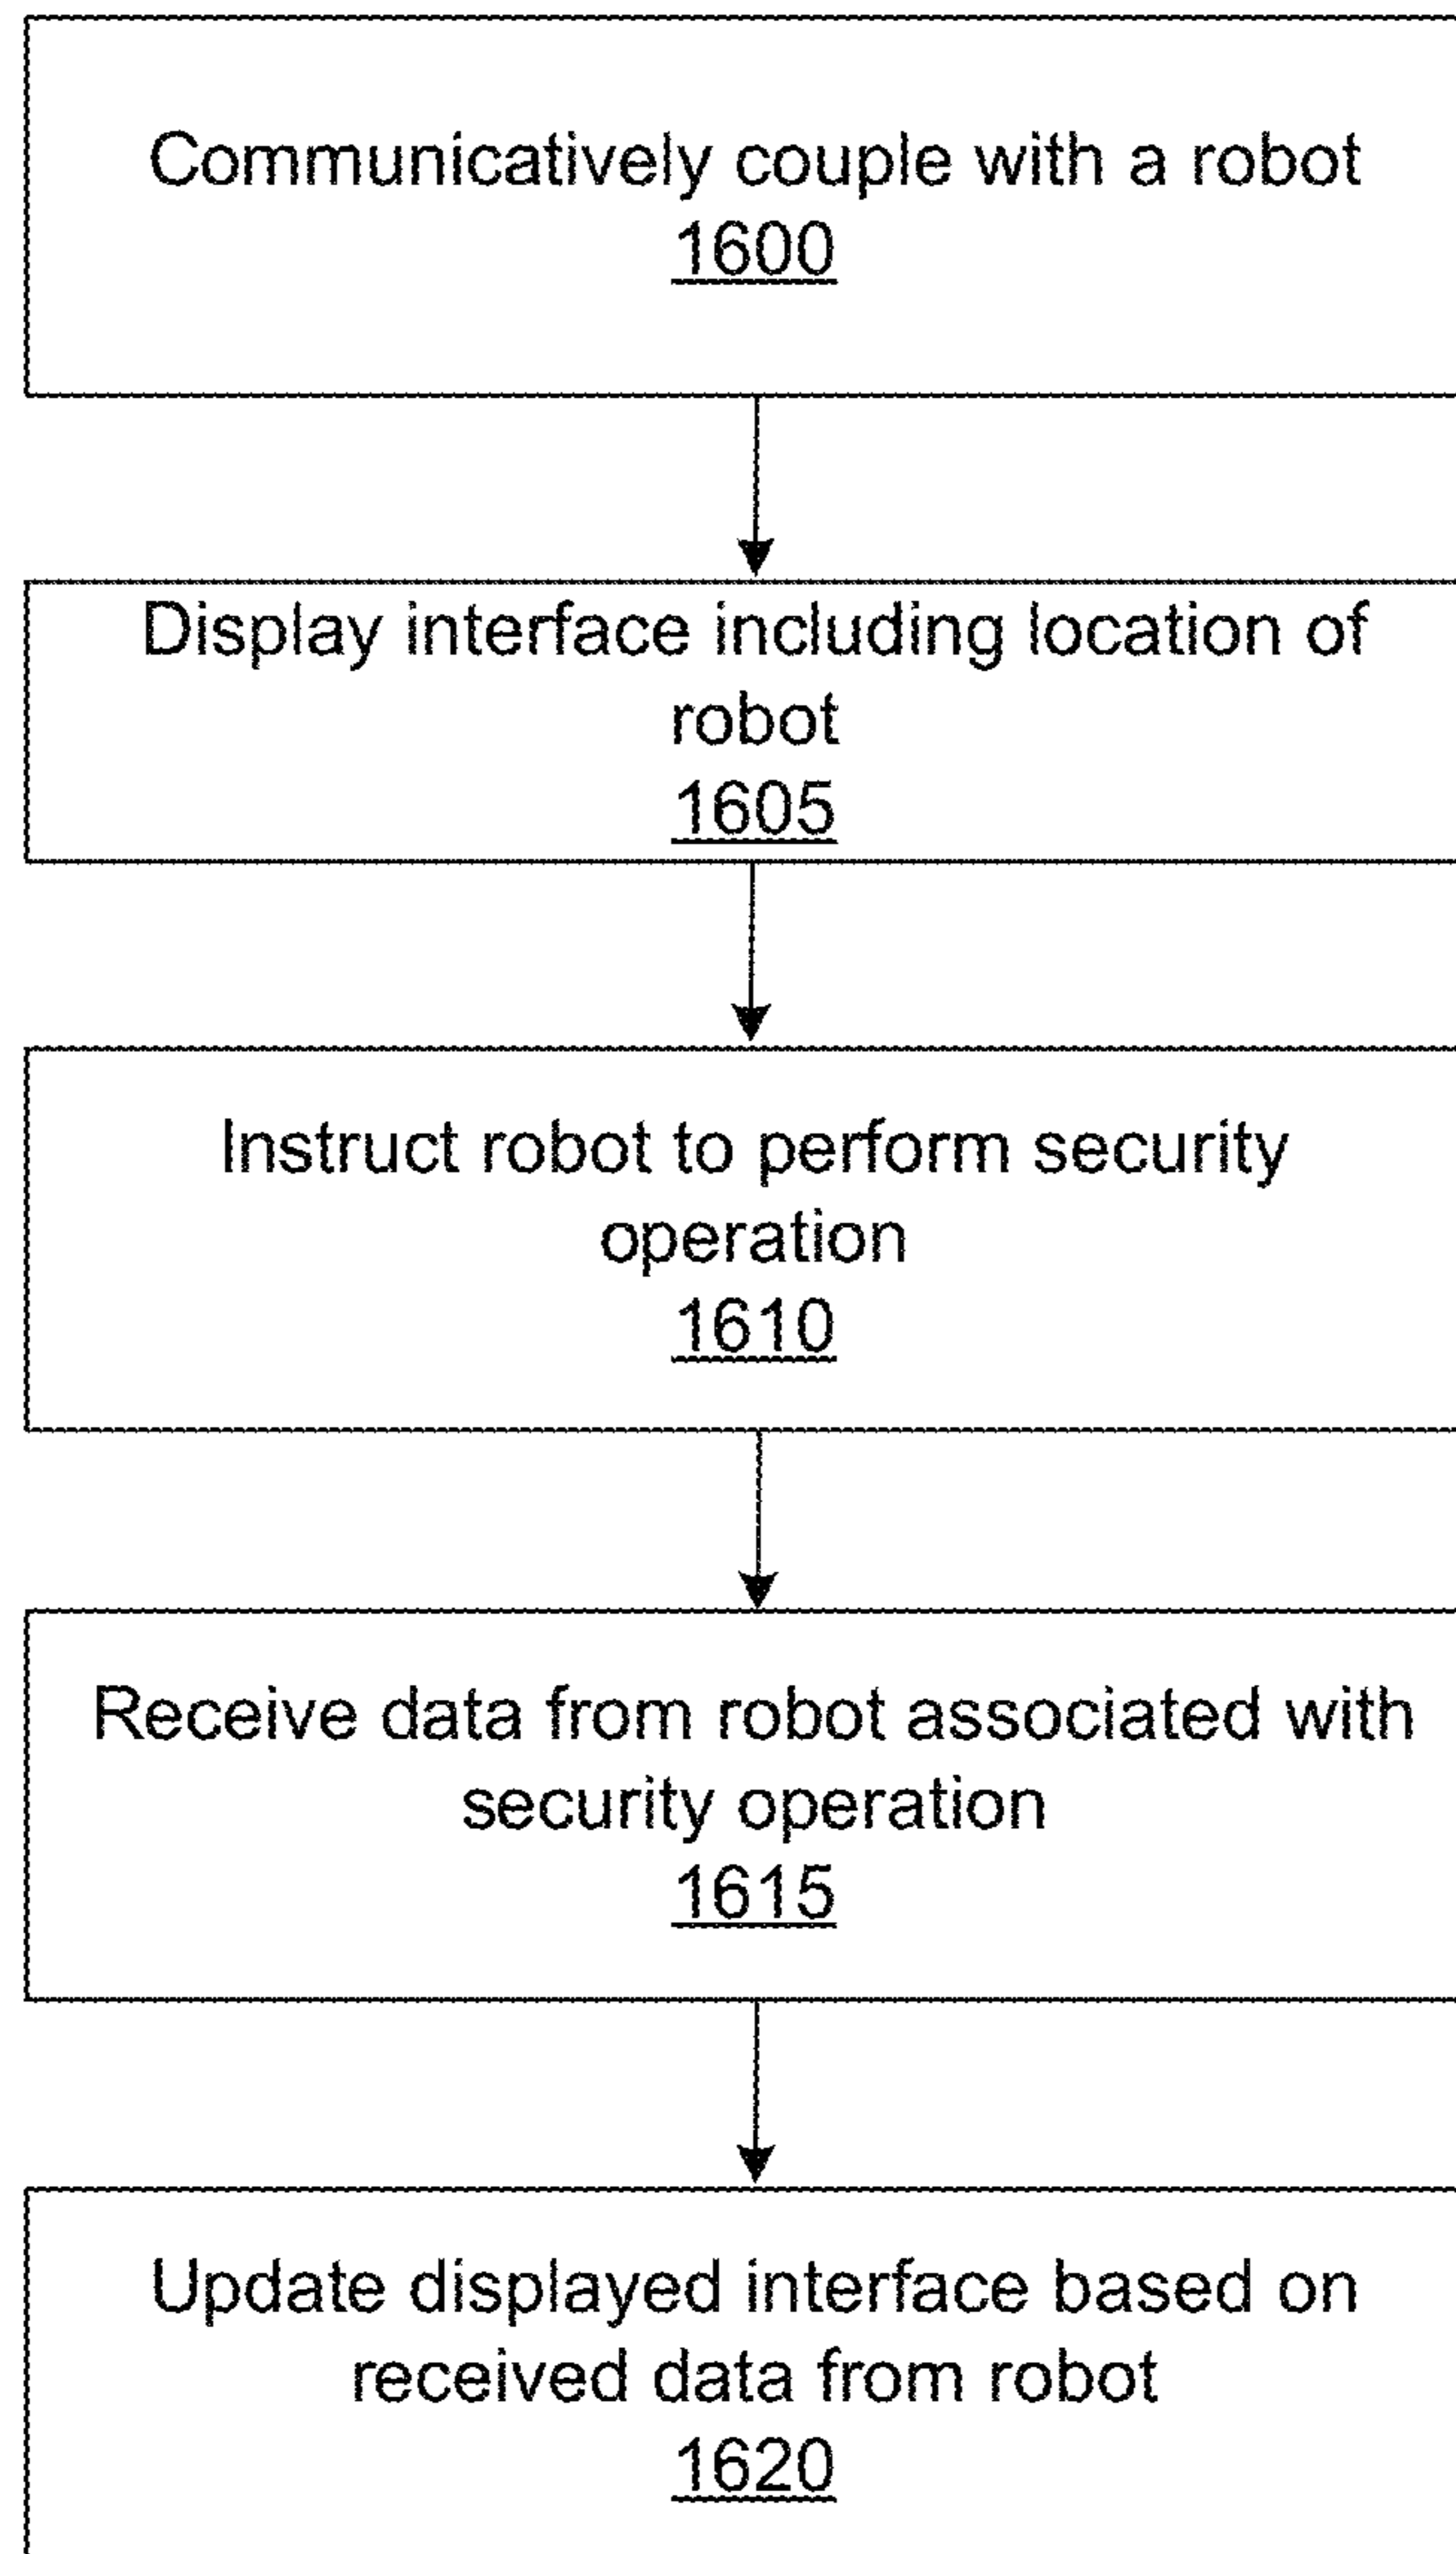 Communicatively couple with a robot
1600
Display interface including location of
robot
1605
Instruct robot to perform security
operation
1610
Receive data from robot associated with
security operation
1615
Update displayed interface based on
received data from robot
1620